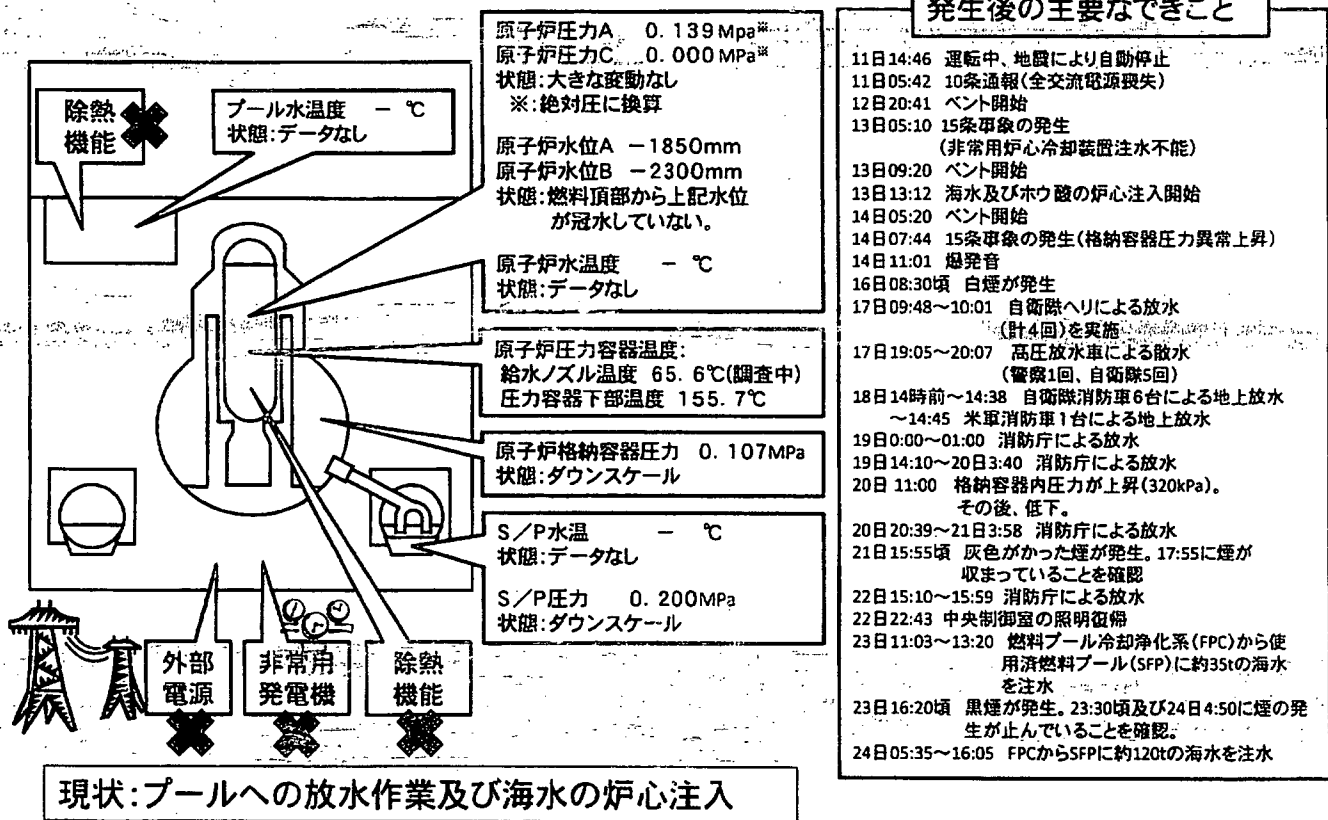 除熱
機能
プール水温度 － ℃
状態:データなし
原子炉圧力A 0.139Mpa※
原子炉圧力C 0.000MPa※
状態:大きな変動なし
※:絶対圧に換算
原子炉水位A －1850mm
原子炉水位B －2300mm
状態:燃料頂部から上記水位
が冠水していない。
原子炉水温度 － ℃
状態:データなし
原子炉圧力容器温度:
給水ノズル温度 65.6℃(調査中)
圧力容器下部温度 155.7℃
原子炉格納容器圧力 0.107MPa
状態:ダウンスケール
S／P水温 － ℃
状態:データなし
S／P圧力 0.200MPa
状態:ダウンスケール
外部
電源
非常用
発電機
除熱
機能
現状:プールへの放水作業及び海水の炉心注入
発生後の主要なできごと
11日14:46 運転中、地震により自動停止
11日05:42 10条通報(全交流電源喪失)
12日20:41 ベント開始
13日05:10 15条事象の発生
(非常用炉心冷却装置注水不能)
13日09:20 ベント開始
13日13:12 海水及びホウ酸の炉心注入開始
14日05:20 ベント開始
14日07:44 15条事象の発生(格納容器圧力異常上昇)
14日11:01 爆発音
16日08:30頃 白煙が発生
17日09:48～10:01 自衛隊ヘリによる放水
(計4回)を実施
17日19:05～20:07 高圧放水車による散水
(警察1回、自衛隊5回)
18日14時前～14:38 自衛隊消防車6台による地上放水
～14:45 米軍消防車1台による地上放水
19日0:00～01:00 消防庁による放水
19日14:10～20日3:40 消防庁による放水
20日 11:00 格納容器内圧力が上昇(320kPa)。
その後、低下。
20日20:39～21日3:58 消防庁による放水
21日15:55頃 灰色がかった煙が発生。17:55に煙が
収まっていることを確認
22日15:10～15:59 消防庁による放水
22日22:43 中央制御室の照明復帰
23日11:03～13:20 燃料プール冷却浄化系(FPC)から使
用済燃料プール(SFP)に約35tの海水
を注水
23日16:20頃 黒煙が発生。23:30頃及び24日4:50に煙の発
生が止んでいることを確認。
24日05:35～16:05 FPCからSFPに約120tの海水を注水